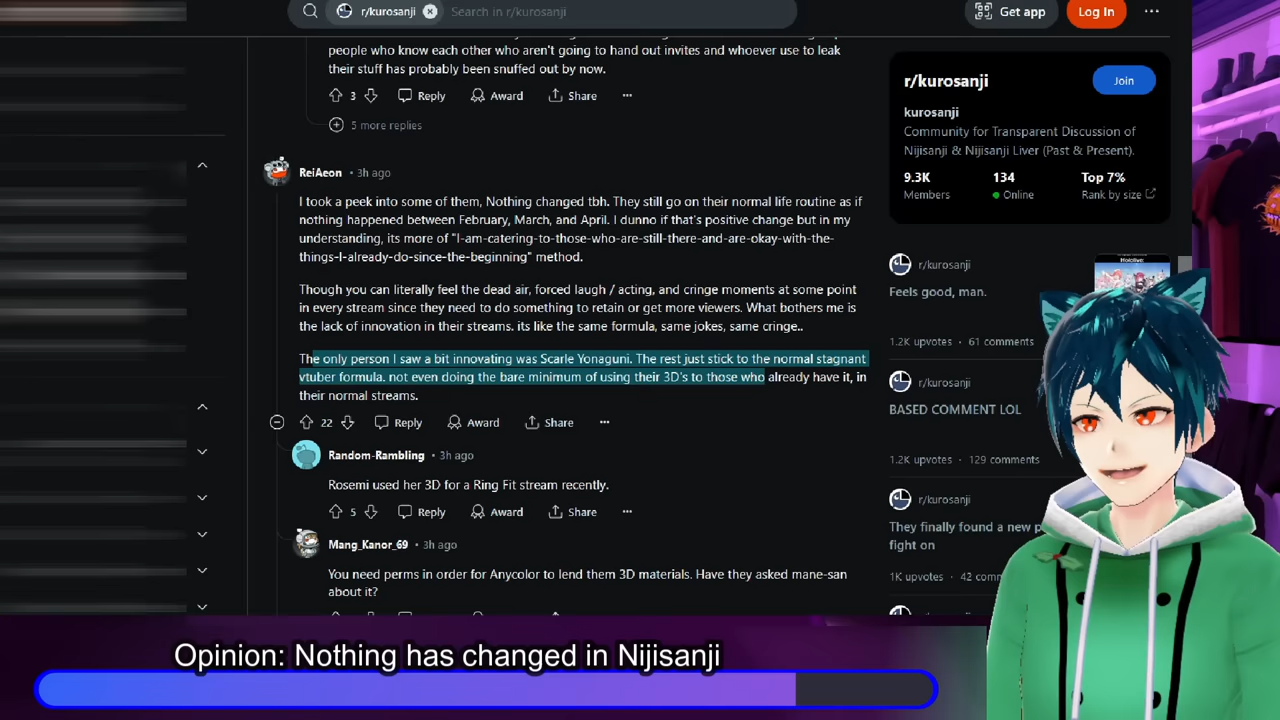 r/kurosanji
Search in r/kurosanji
Get app
Log In
people who know each other who aren't going to hand out invites and whoever use to leak
their stuff has probably been snuffed out by now.
3
Reply
Award
Share
5 more replies
ReiAeon • 3h ago
I took a peek into some of them, Nothing changed tbh. They still go on their normal life routine as if
nothing happened between February, March, and April. I dunno if that's positive change but in my
understanding, its more of "I-am-catering-to-those-who-are-still-there-and-are-okay-with-the-
things-I-already-do-since-the-beginning" method.
Though you can literally feel the dead air, forced laugh / acting, and cringe moments at some point
in every stream since they need to do something to retain or get more viewers. What bothers me is
the lack of innovation in their streams. its like the same formula, same jokes, same cringe..
The only person I saw a bit innovating was Scarle Yonaguni. The rest just stick to the normal stagnant
vtuber formula. not even doing the bare minimum of using their 3D's to those who already have it, in
their normal streams.
22
Reply
Award
Share
Random-Rambling • 3h ago
Rosemi used her 3D for a Ring Fit stream recently.
5
Reply
Award
Share
Mang_Kanor_69 • 3h ago
You need perms in order for Anycolor to lend them 3D materials. Have they asked mane-san
about it?
r/kurosanji
Join
kurosanji
Community for Transparent Discussion of
Nijisanji & Nijisanji Liver (Past & Present).
9.3K
134
Top 7%
Members
Online
Rank by size
r/kurosanji
Feels good, man.
1.2K upvotes • 61 comments
Hololive:
r/kurosanji
BASED COMMENT LOL
1.2K upvotes • 129 comments
r/kurosanji
They finally found a new p
fight on
1K upvotes • 42 com
Opinion: Nothing has changed in Nijisanji